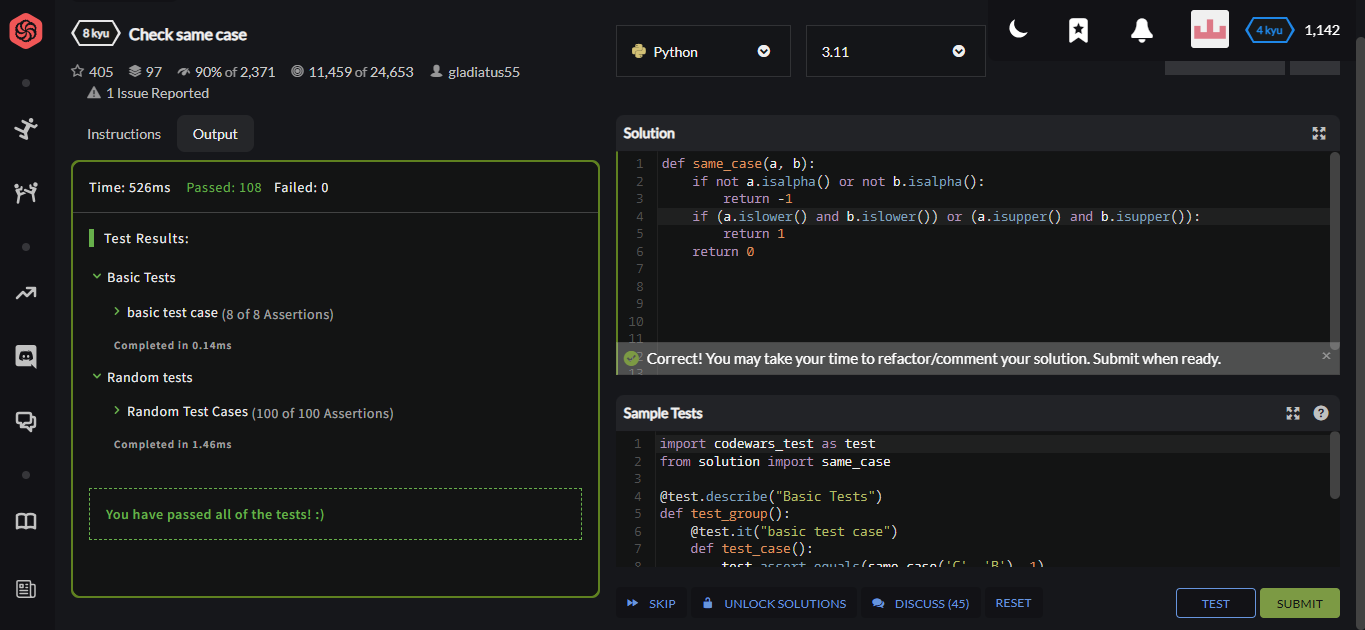 8 kyu Check same case
405 97 90% of 2,371 11,459 of 24,653 gladiatus55
1 Issue Reported
Instructions Output
Time: 526ms Passed: 108 Failed: 0
Test Results:
Basic Tests
basic test case (8 of 8 Assertions)
Completed in 0.14ms
Random tests
Random Test Cases (100 of 100 Assertions)
Completed in 1.46ms
You have passed all of the tests! :)
Python 3.11
4 kyu 1,142
Solution
1 def same_case(a, b):
2 if not a.isalpha() or not b.isalpha():
3 return -1
4 if (a.islower() and b.islower()) or (a.isupper() and b.isupper()):
5 return 1
6 return 0
7
8
9
10
11
Correct! You may take your time to refactor/comment your solution. Submit when ready.
13
Sample Tests
1 import codewars_test as test
2 from solution import same_case
3
4 @test.describe("Basic Tests")
5 def test_group():
6 @test.it("basic test case")
7 def test_case():
8 test.assert_equals(same_case('C', 'B'), 1)
SKIP UNLOCK SOLUTIONS DISCUSS (45) RESET TEST SUBMIT